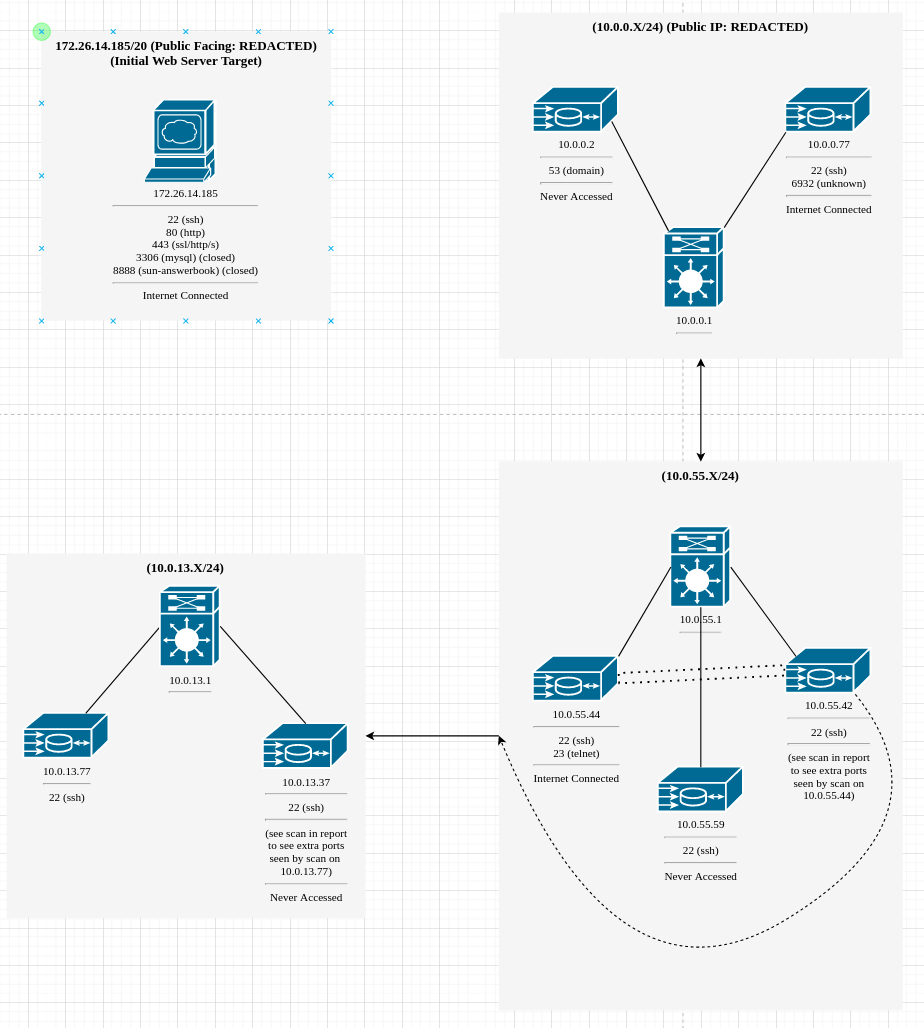 172.26.14.185/20 (Public Facing: REDACTED)
(Initial Web Server Target)
172.26.14.185
22 (ssh)
80 (http)
443 (ssl/http/s)
3306 (mysql) (closed)
8888 (sun-answerbook) (closed)
Internet Connected
(10.0.0.X/24) (Public IP: REDACTED)
10.0.0.2
53 (domain)
Never Accessed
10.0.0.77
22 (ssh)
6932 (unknown)
Internet Connected
10.0.0.1
(10.0.55.X/24)
10.0.55.1
10.0.55.44
22 (ssh)
23 (telnet)
Internet Connected
10.0.55.42
22 (ssh)
(see scan in report
to see extra ports
seen by scan on
10.0.55.44)
10.0.55.59
22 (ssh)
Never Accessed
(10.0.13.X/24)
10.0.13.1
10.0.13.77
22 (ssh)
10.0.13.37
22 (ssh)
(see scan in report
to see extra ports
seen by scan on
10.0.13.77)
Never Accessed